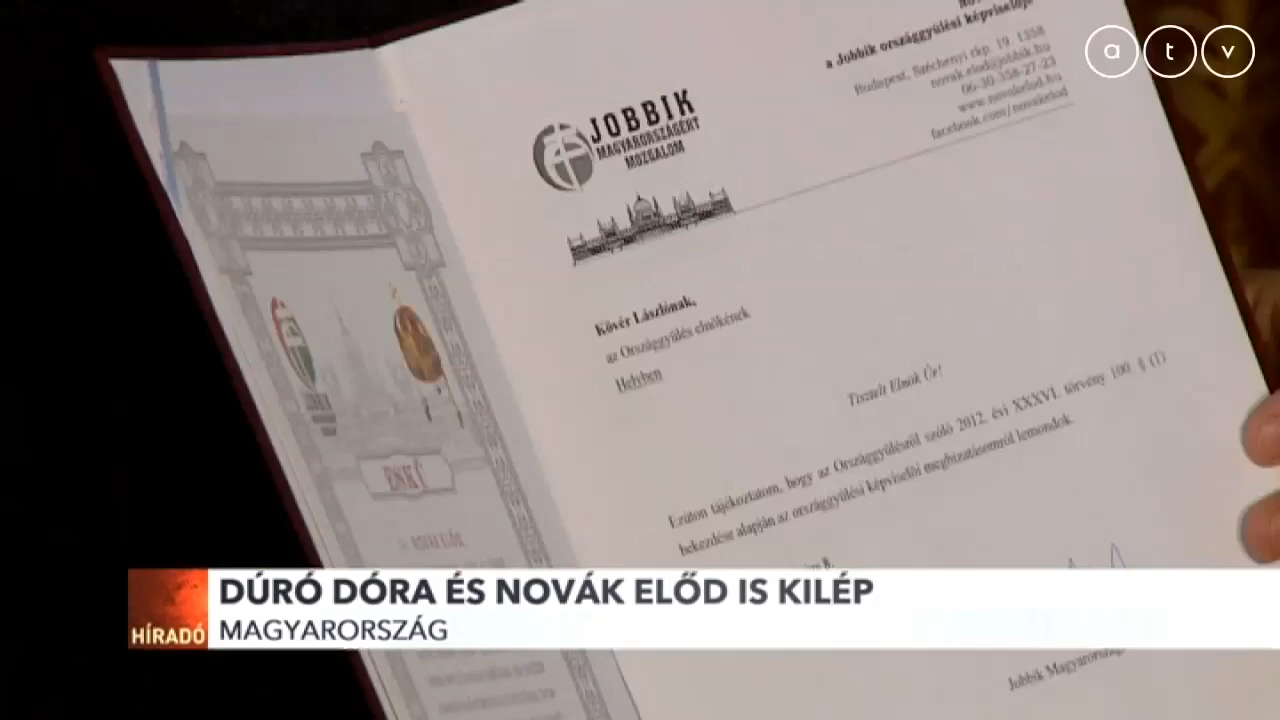 a t v
a Jobbik országgyűlési képviselője
Budapest, Széchenyi rkp. 19. 1358
novak.elod@jobbik.hu
06-30-358-27-23
www.novakelod.hu
facebook.com/novakelod
JOBBIK
MAGYARORSZÁGÉRT
MOZGALOM
Kövér Lászlónak,
az Országgyűlés elnökének
Helyben
Tisztelt Elnök Úr!
Ezúton tájékoztatom, hogy az Országgyűlésről szóló 2012. évi XXXVI. törvény 100. § (1)
bekezdése alapján az országgyűlési képviselői megbízatásomról lemondok.
ESKÜ
NOVÁK ELŐD
DÚRÓ DÓRA ÉS NOVÁK ELŐD IS KILÉP
HÍRADÓ
MAGYARORSZÁG
Jobbik